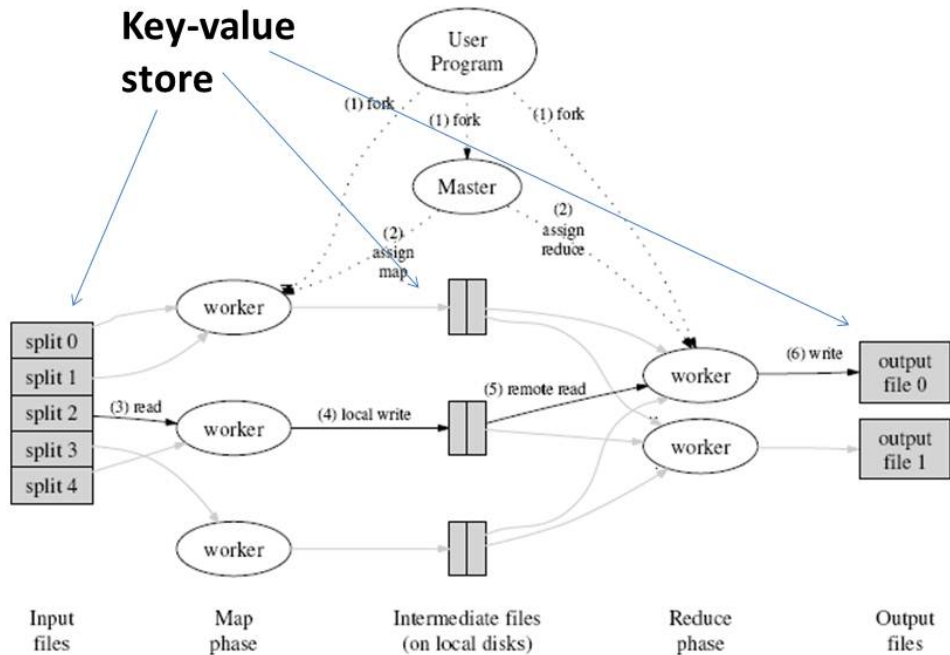 Key-value
store
User
Program
(1) fork
(1) fork
(1) fork
Master
(2)
assign
map
(2)
assign
reduce
worker
split 0
split 1
split 2
split 3
split 4
(3) read
worker
(4) local write
(5) remote read
worker
(6) write
output
file 0
worker
output
file 1
worker
Input
files
Map
phase
Intermediate files
(on local disks)
Reduce
phase
Output
files